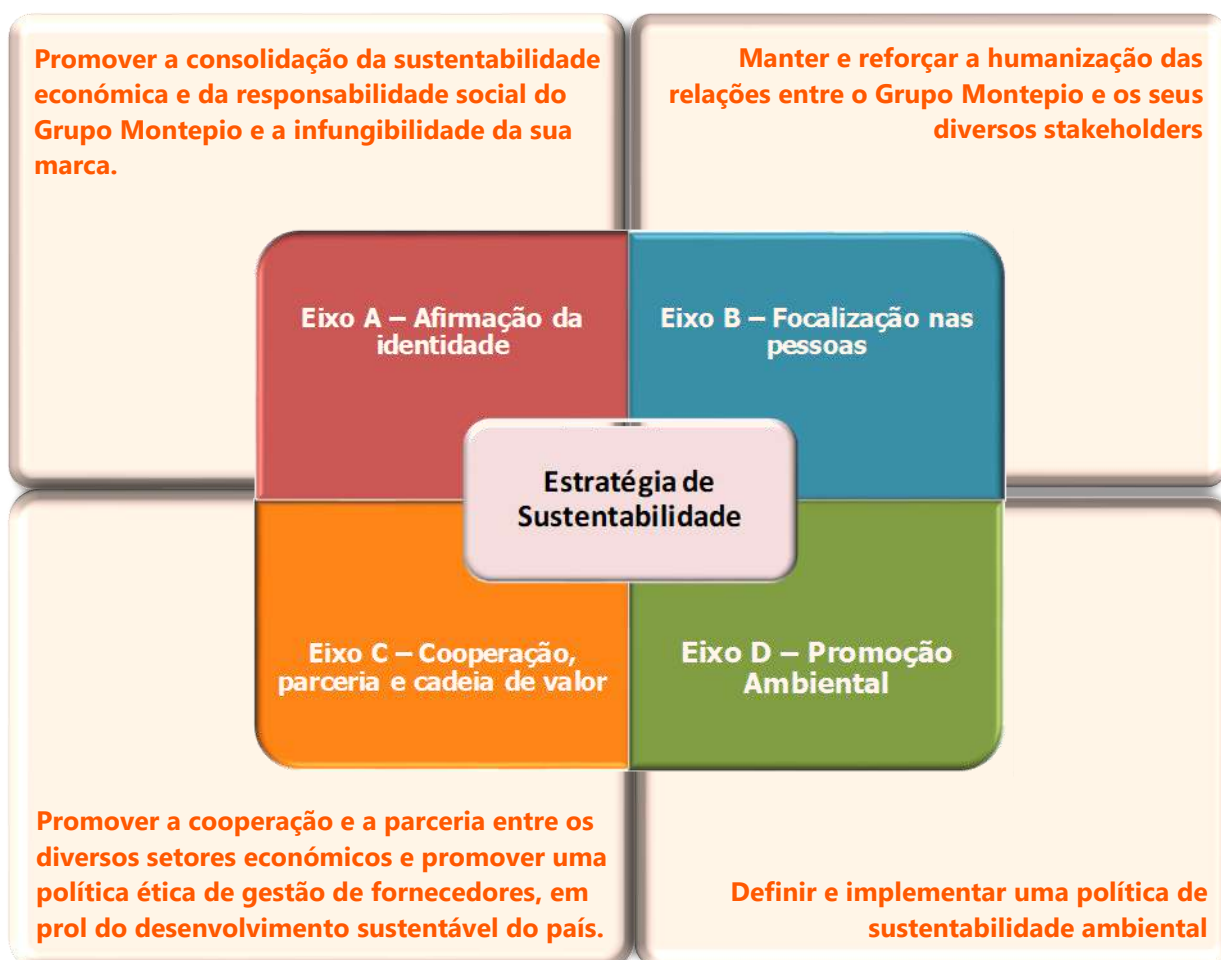 Promover a consolidação da sustentabilidade
económica e da responsabilidade social do
Grupo Montepio e a infungibilidade da sua
marca.
Manter e reforçar a humanização das
relações entre o Grupo Montepio e os seus
diversos stakeholders
Eixo A – Afirmação da
identidade
Eixo B – Focalização nas
pessoas
Estratégia de
Sustentabilidade
Eixo C – Cooperação,
parceria e cadeia de valor
Eixo D – Promoção
Ambiental
Promover a cooperação e a parceria entre os
diversos setores económicos e promover uma
política ética de gestão de fornecedores, em
prol do desenvolvimento sustentável do país.
Definir e implementar uma política de
sustentabilidade ambiental